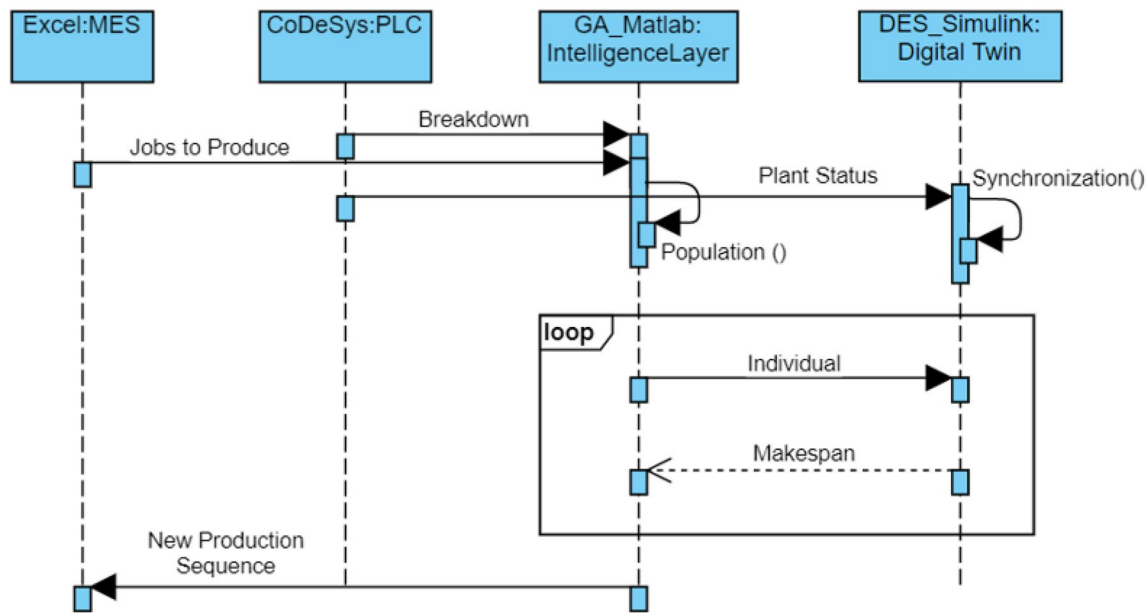 Excel:MES
CoDeSys:PLC
GA_Matlab:
IntelligenceLayer
DES_Simulink:
Digital Twin
Breakdown
Jobs to Produce
Plant Status
Synchronization()
Population ()
loop
Individual
Makespan
New Production
Sequence